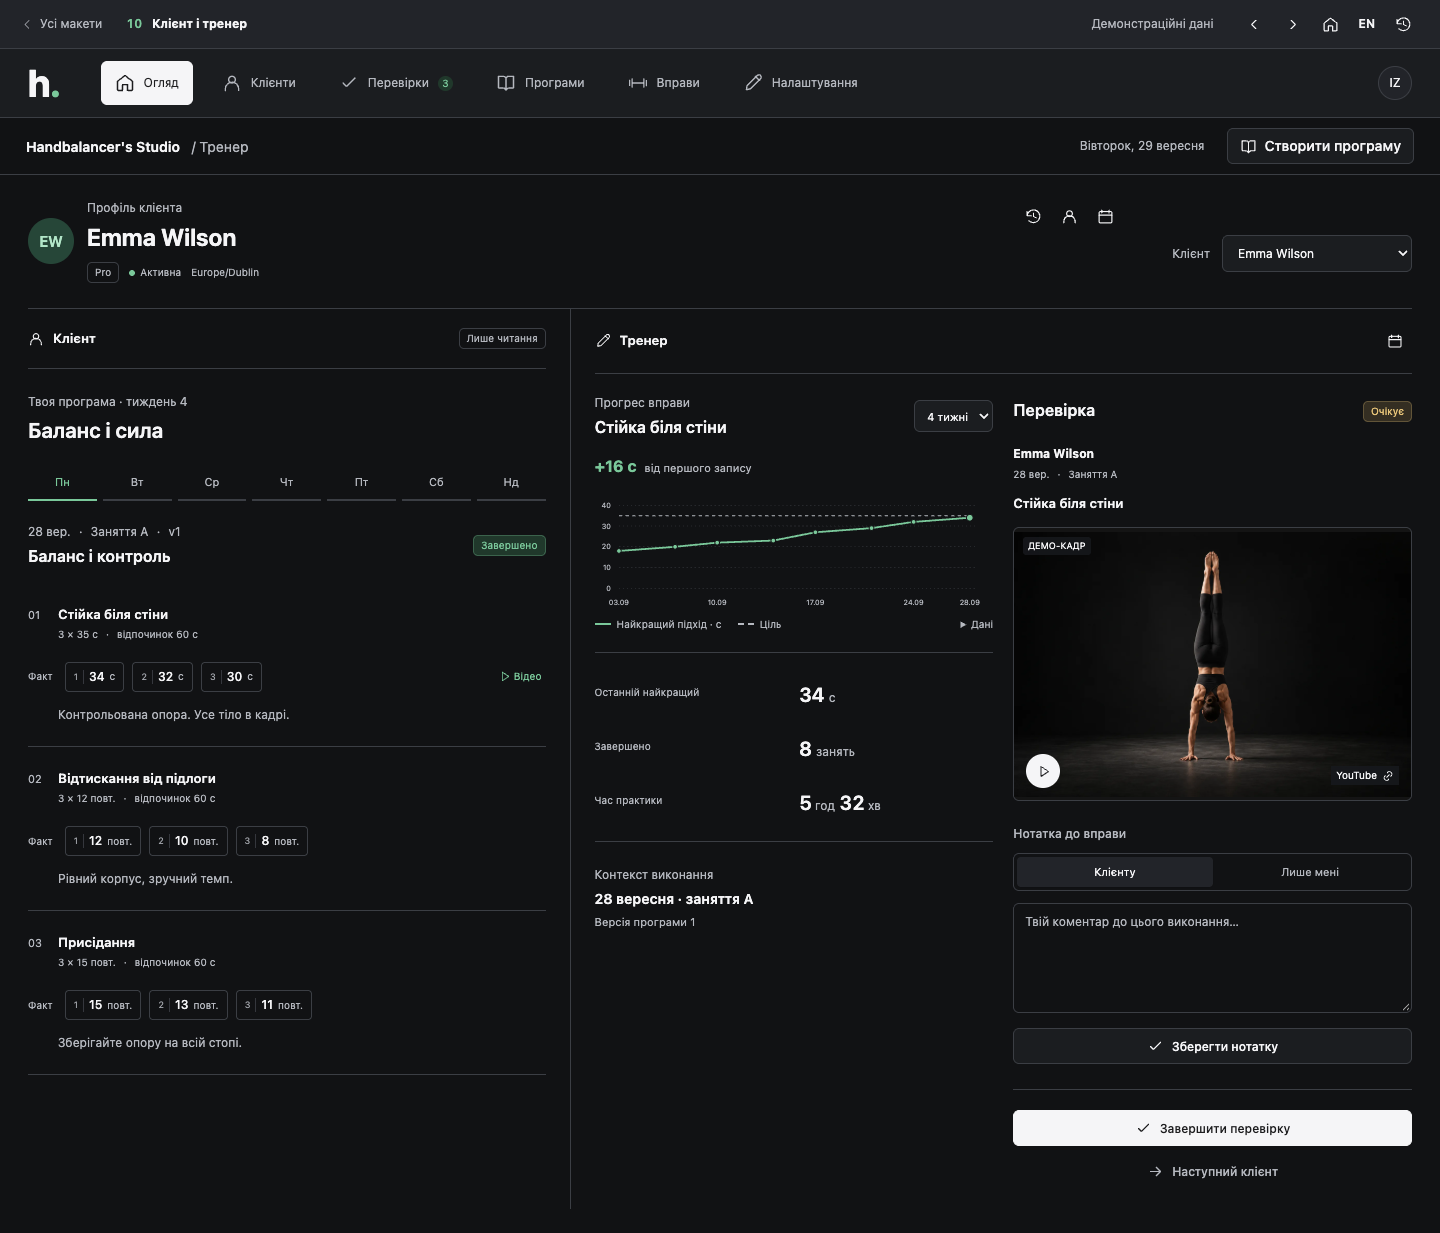 Усі макети
10 Клієнт і тренер
Демонстраційні дані
EN
h.
Огляд
Клієнти
Перевірки 3
Програми
Вправи
Налаштування
IZ
Handbalancer's Studio / Тренер
Вівторок, 29 вересня
Створити програму
EW
Профіль клієнта
Emma Wilson
Pro
Активна
Europe/Dublin
Клієнт
Emma Wilson
Клієнт
Лише читання
Твоя програма · тиждень 4
Баланс і сила
Пн Вт Ср Чт Пт Сб Нд
28 вер. · Заняття A · v1
Баланс і контроль
Завершено
01 Стійка біля стіни
3 × 35 с · відпочинок 60 с
Факт 1 34 с 2 32 с 3 30 с
Відео
Контрольована опора. Усе тіло в кадрі.
02 Відтискання від підлоги
3 × 12 повт. · відпочинок 60 с
Факт 1 12 повт. 2 10 повт. 3 8 повт.
Рівний корпус, зручний темп.
03 Присідання
3 × 15 повт. · відпочинок 60 с
Факт 1 15 повт. 2 13 повт. 3 11 повт.
Зберігайте опору на всій стопі.
Тренер
Прогрес вправи
Стійка біля стіни
4 тижні
+16 с від першого запису
40
30
20
10
0
03.09 10.09 17.09 24.09 28.09
Найкращий підхід · с
Ціль
Дані
Останній найкращий 34 с
Завершено 8 занять
Час практики 5 год 32 хв
Контекст виконання
28 вересня · заняття A
Версія програми 1
Перевірка
Очікує
Emma Wilson
28 вер. · Заняття A
Стійка біля стіни
ДЕМО-КАДР
YouTube
Нотатка до вправи
Клієнту
Лише мені
Твій коментар до цього виконання...
Зберегти нотатку
Завершити перевірку
Наступний клієнт